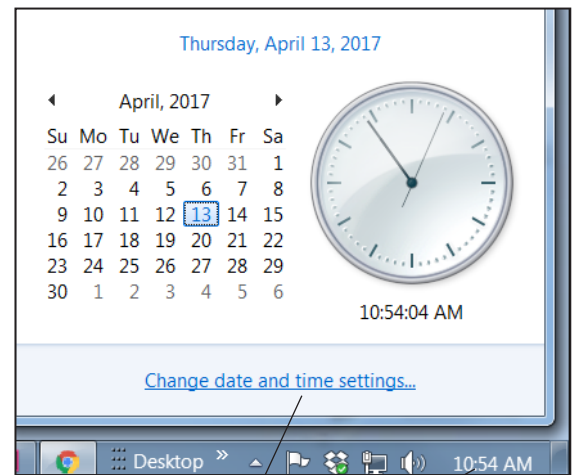 Thursday, April 13, 2017
April, 2017
Su Mo Tu We Th Fr Sa
26 27 28 29 30 31 1
2 3 4 5 6 7 8
9 10 11 12 13 14 15
16 17 18 19 20 21 22
23 24 25 26 27 28 29
30 1 2 3 4 5 6
10:54:04 AM
Change date and time settings...
Desktop » 10:54 AM